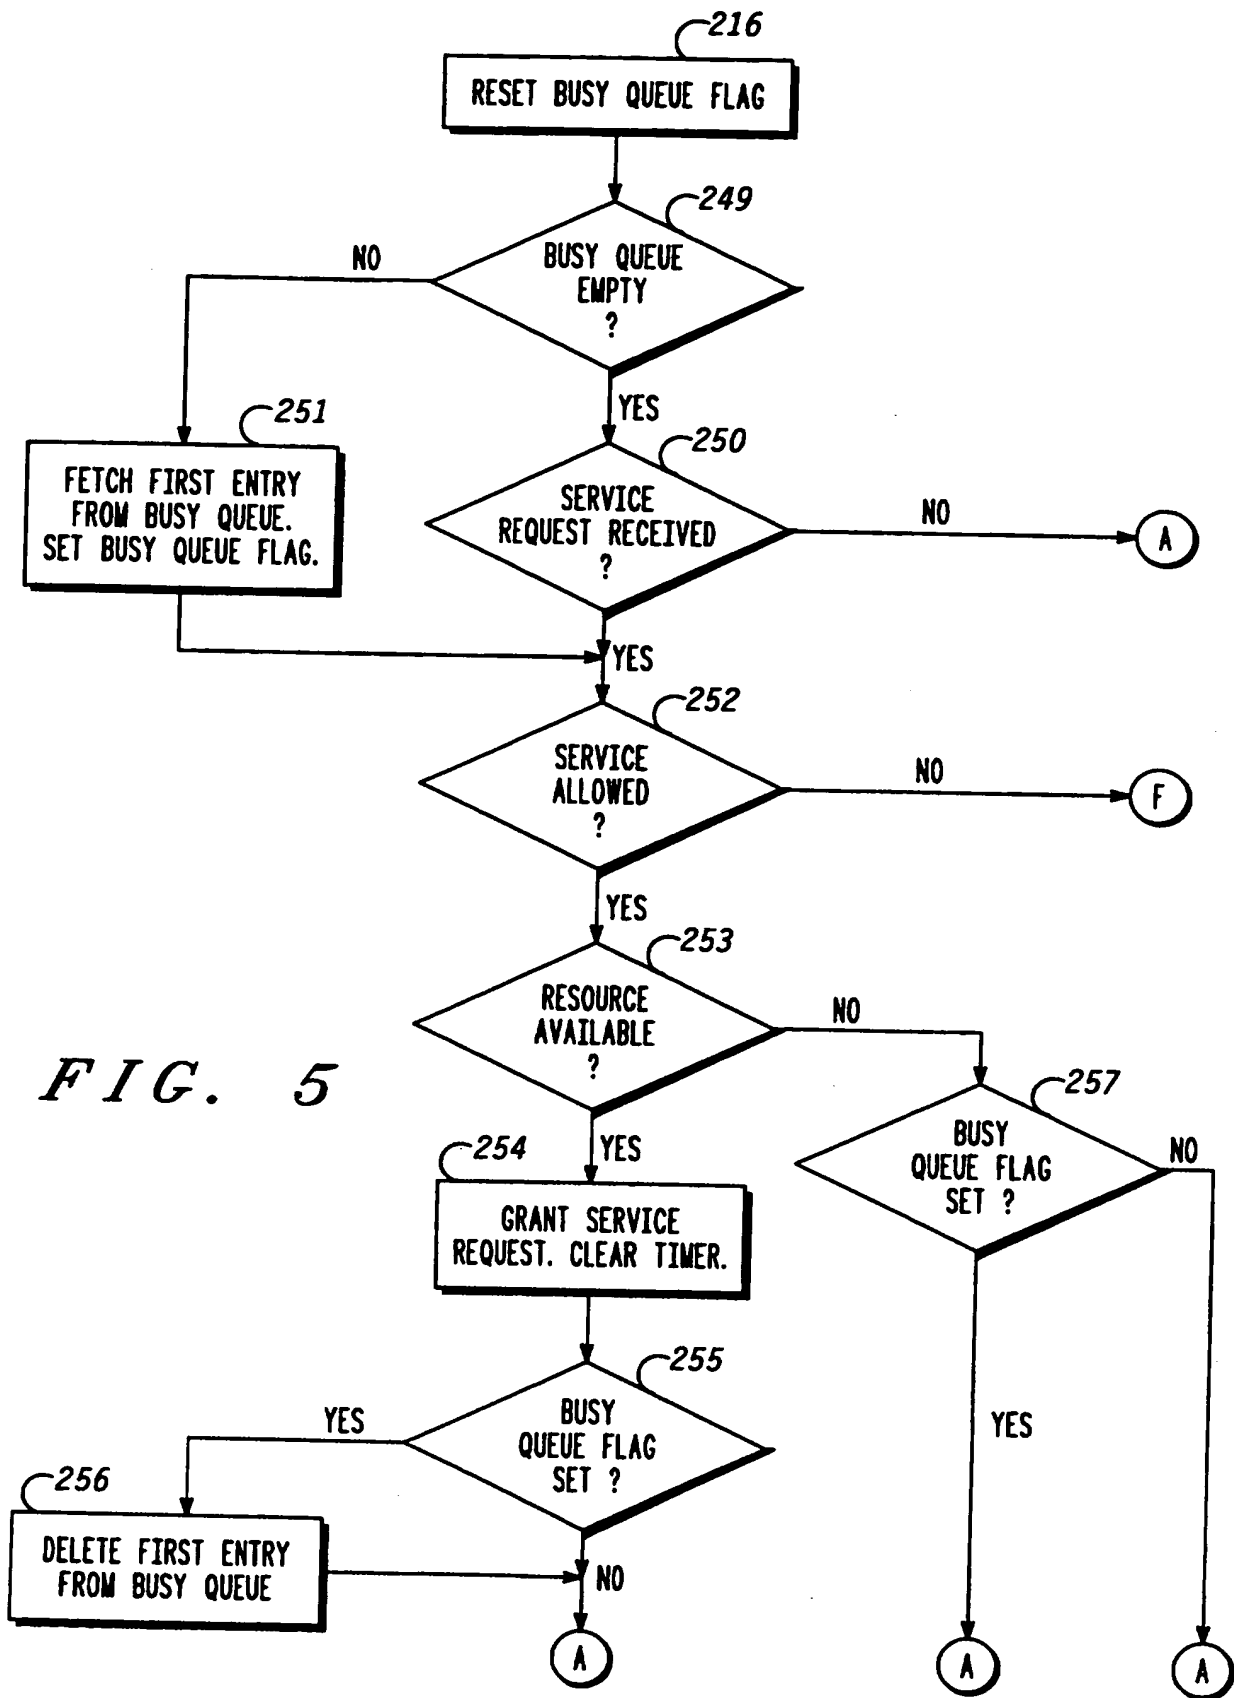 216
RESET BUSY QUEUE FLAG
249
BUSY QUEUE
EMPTY
?
NO
YES
251
FETCH FIRST ENTRY
FROM BUSY QUEUE.
SET BUSY QUEUE FLAG.
250
SERVICE
REQUEST RECEIVED
?
NO
A
YES
252
SERVICE
ALLOWED
?
NO
F
YES
253
RESOURCE
AVAILABLE
?
NO
FIG. 5
257
BUSY
QUEUE FLAG
SET ?
NO
YES
254
GRANT SERVICE
REQUEST. CLEAR TIMER.
255
BUSY
QUEUE FLAG
SET ?
YES
YES
256
DELETE FIRST ENTRY
FROM BUSY QUEUE
NO
A
A
A